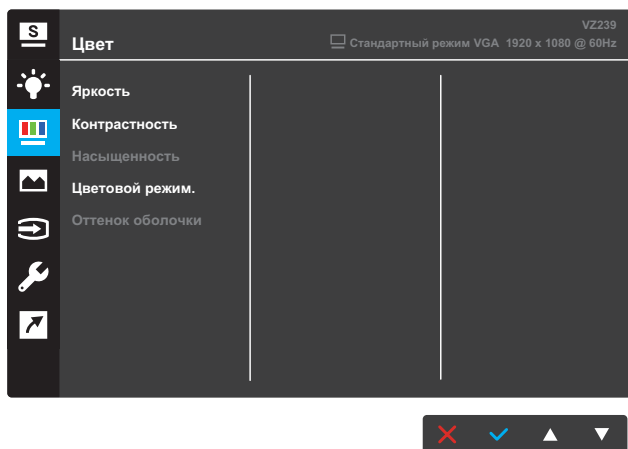 S
VZ239
Цвет
Стандартный режим VGA 1920 x 1080 @ 60Hz
Яркость
Контрастность
Насыщенность
Цветовой режим.
Оттенок оболочки